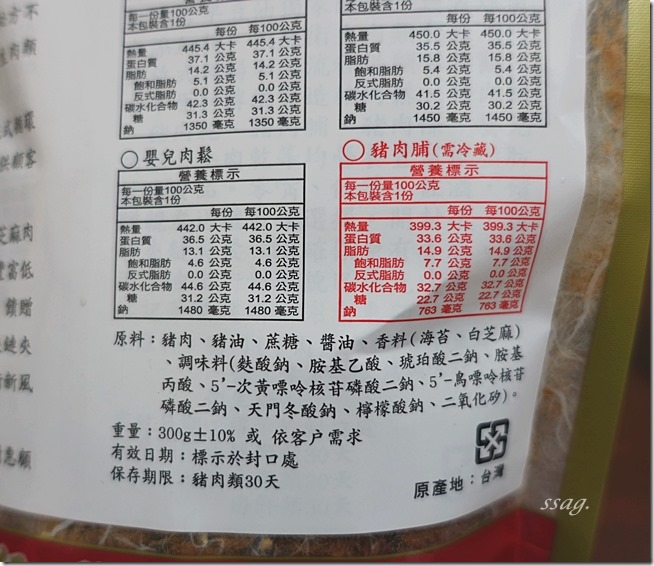 每一份量100公克
本包裝含1份
每份 每100公克
熱量 445.4 大卡 445.4 大卡
蛋白質 37.1 公克 37.1 公克
脂肪 14.2 公克 14.2 公克
飽和脂肪 5.1 公克 5.1 公克
反式脂肪 0.0 公克 0.0 公克
碳水化合物 42.3 公克 42.3 公克
糖 31.3 公克 31.3 公克
鈉 1350 毫克 1350 毫克
每一份量100公克
本包裝含1份
每份 每100公克
熱量 450.0 大卡 450.0 大卡
蛋白質 35.5 公克 35.5 公克
脂肪 15.8 公克 15.8 公克
飽和脂肪 5.4 公克 5.4 公克
反式脂肪 0.0 公克 0.0 公克
碳水化合物 41.5 公克 41.5 公克
糖 30.2 公克 30.2 公克
鈉 1450 毫克 1450 毫克
○嬰兒肉鬆
營養標示
每一份量100公克
本包裝含1份
每份 每100公克
熱量 442.0 大卡 442.0 大卡
蛋白質 36.5 公克 36.5 公克
脂肪 13.1 公克 13.1 公克
飽和脂肪 4.6 公克 4.6 公克
反式脂肪 0.0 公克 0.0 公克
碳水化合物 44.6 公克 44.6 公克
糖 31.2 公克 31.2 公克
鈉 1480 毫克 1480 毫克
○豬肉脯(需冷藏)
營養標示
每一份量100公克
本包裝含1份
每份 每100公克
熱量 399.3 大卡 399.3 大卡
蛋白質 33.6 公克 33.6 公克
脂肪 14.9 公克 14.9 公克
飽和脂肪 7.7 公克 7.7 公克
反式脂肪 0.0 公克 0.0 公克
碳水化合物 32.7 公克 32.7 公克
糖 22.7 公克 22.7 公克
鈉 763 毫克 763 毫克
原料：豬肉、豬油、蔗糖、醬油、香料(海苔、白芝麻)
、調味料(麩酸鈉、胺基乙酸、琥珀酸二鈉、胺基
丙酸、5'-次黃嘌呤核苷磷酸二鈉、5'-鳥嘌呤核苷
磷酸二鈉、天門冬酸鈉、檸檬酸鈉、二氧化矽)。
重量：300g±10% 或 依客户需求
有效日期：標示於封口處
保存期限：豬肉類30天
原產地：台灣
ssag.